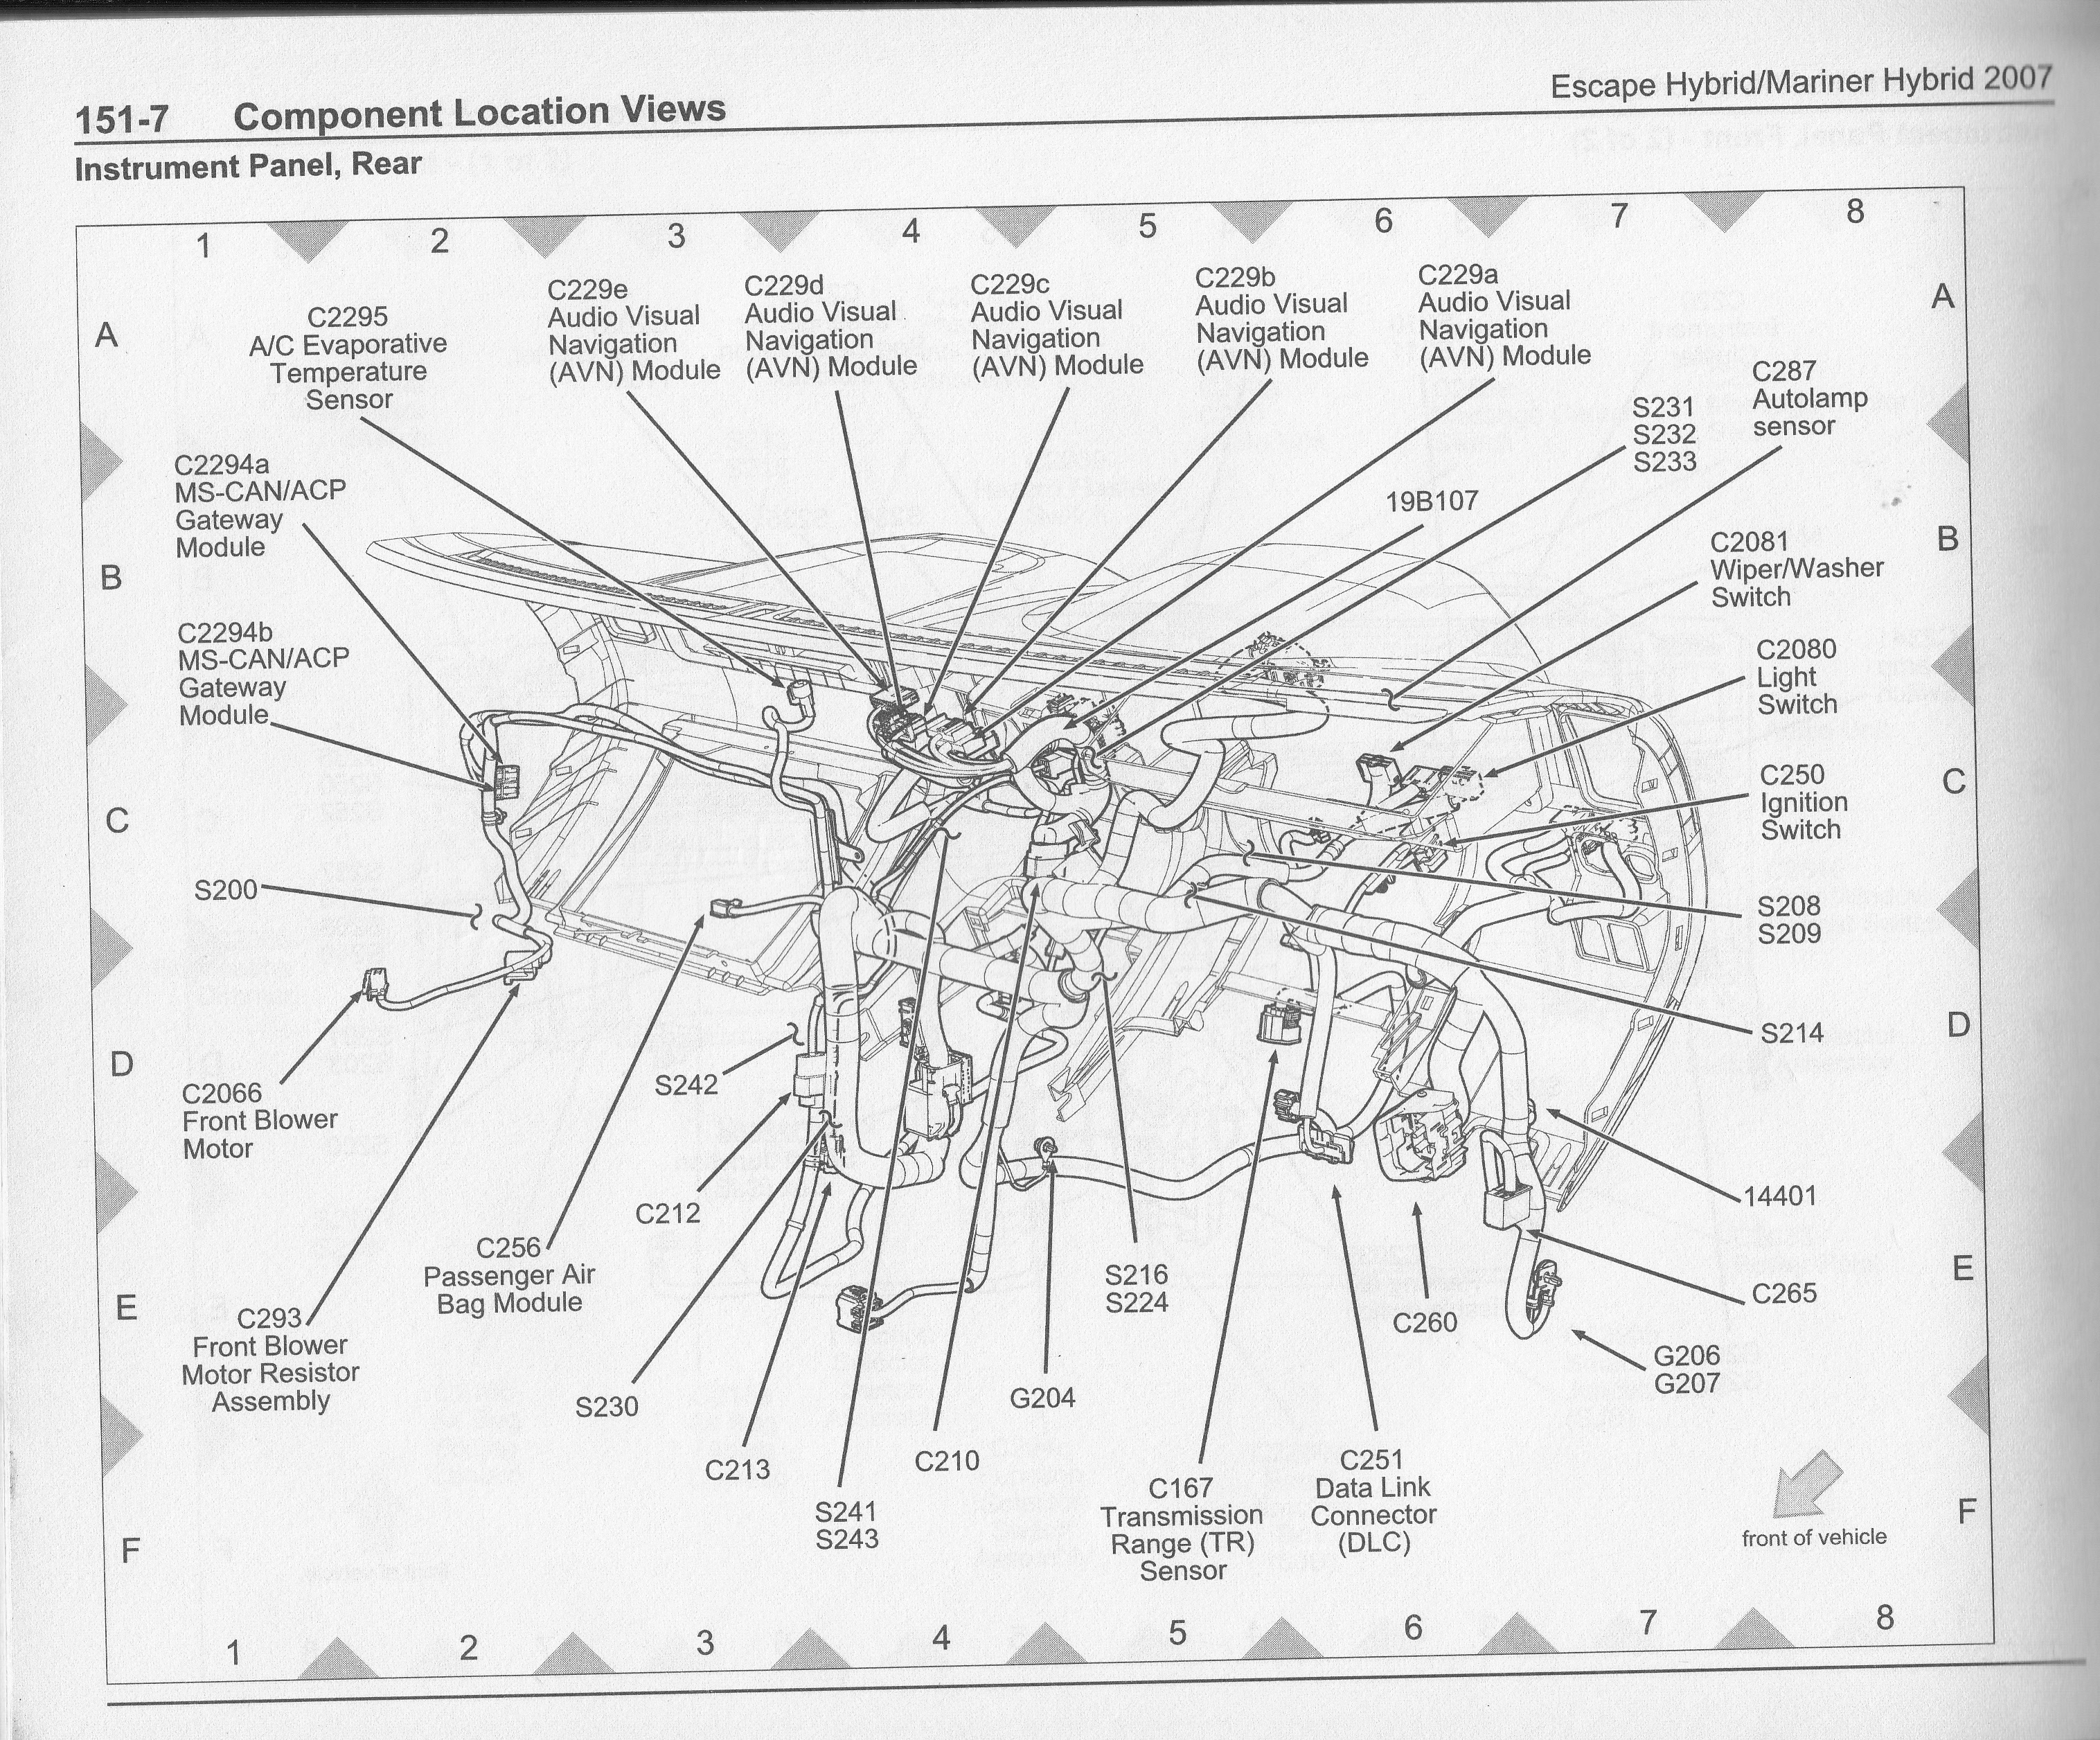 Escape Hybrid/Mariner Hybrid 2007
151-7 Component Location Views
Instrument Panel, Rear
1 2 3 4 5 6 7 8
A
A
B
B
C
C
D
D
E
E
F
F
C2295
A/C Evaporative
Temperature
Sensor
C229e
Audio Visual
Navigation
(AVN) Module
C229d
Audio Visual
Navigation
(AVN) Module
C229c
Audio Visual
Navigation
(AVN) Module
C229b
Audio Visual
Navigation
(AVN) Module
C229a
Audio Visual
Navigation
(AVN) Module
S231
S232
S233
C287
Autolamp
sensor
C2294a
MS-CAN/ACP
Gateway
Module
19B107
C2081
Wiper/Washer
Switch
C2294b
MS-CAN/ACP
Gateway
Module
C2080
Light
Switch
C250
Ignition
Switch
S200
S208
S209
S214
C2066
Front Blower
Motor
S242
C212
14401
C256
Passenger Air
Bag Module
S216
S224
C260
C265
C293
Front Blower
Motor Resistor
Assembly
S230
G204
G206
G207
C213
C210
S241
S243
C167
Transmission
Range (TR)
Sensor
C251
Data Link
Connector
(DLC)
front of vehicle
1 2 3 4 5 6 7 8